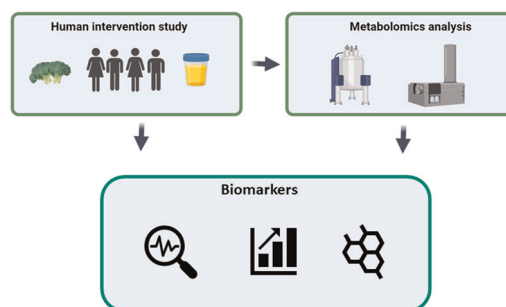 Human intervention study
Metabolomics analysis
Biomarkers